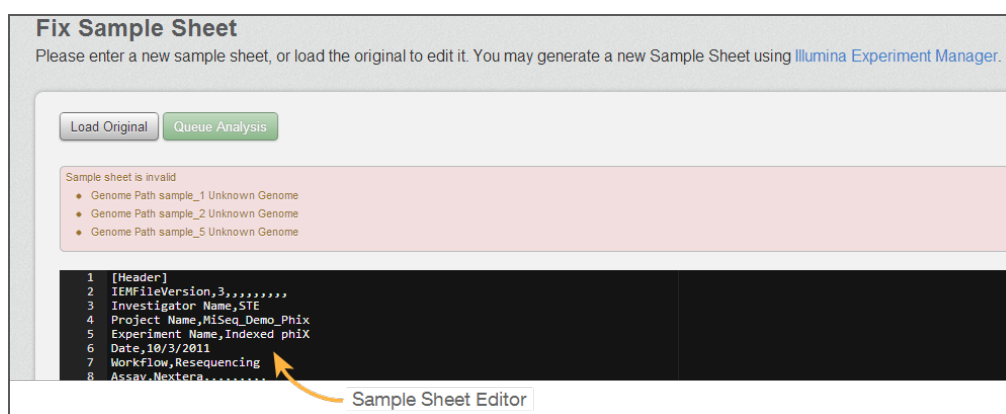 Fix Sample Sheet
Please enter a new sample sheet, or load the original to edit it. You may generate a new Sample Sheet using Illumina Experiment Manager.
Load Original Queue Analysis
Sample sheet is invalid
• Genome Path sample_1 Unknown Genome
• Genome Path sample_2 Unknown Genome
• Genome Path sample_5 Unknown Genome
1 [Header]
2 IEMFileVersion,3,,,,,,,,,
3 Investigator Name,STE
4 Project Name,MiSeq_Demo_Phix
5 Experiment Name,Indexed phiX
6 Date,10/3/2011
7 Workflow,Resequencing
8 Assay,Nextera,,,,,,,,,
Sample Sheet Editor